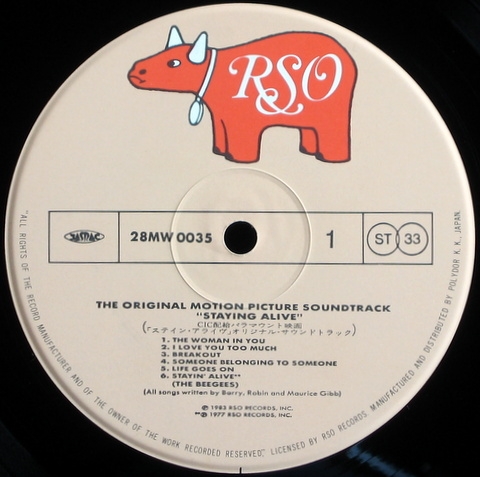 RSO
JASRAC
28MW 0035
1
ST 33
THE ORIGINAL MOTION PICTURE SOUNDTRACK
"STAYING ALIVE"
CIC配給パラマウント映画
(「ステイン・アライヴ」オリジナル・サウンドトラック)
1. THE WOMAN IN YOU
2. I LOVE YOU TOO MUCH
3. BREAKOUT
4. SOMEONE BELONGING TO SOMEONE
5. LIFE GOES ON
6. STAYIN' ALIVE**
(THE BEEGEES)
(All songs written by Barry, Robin and Maurice Gibb)
℗ 1983 RSO RECORDS, INC.
**℗ 1977 RSO RECORDS, INC.
"ALL RIGHTS OF THE RECORD MANUFACTURER AND OF THE OWNER OF THE WORK RECORDED RESERVED" LICENSED BY RSO RECORDS MANUFACTURED AND DISTRIBUTED BY POLYDOR K. K., JAPAN.